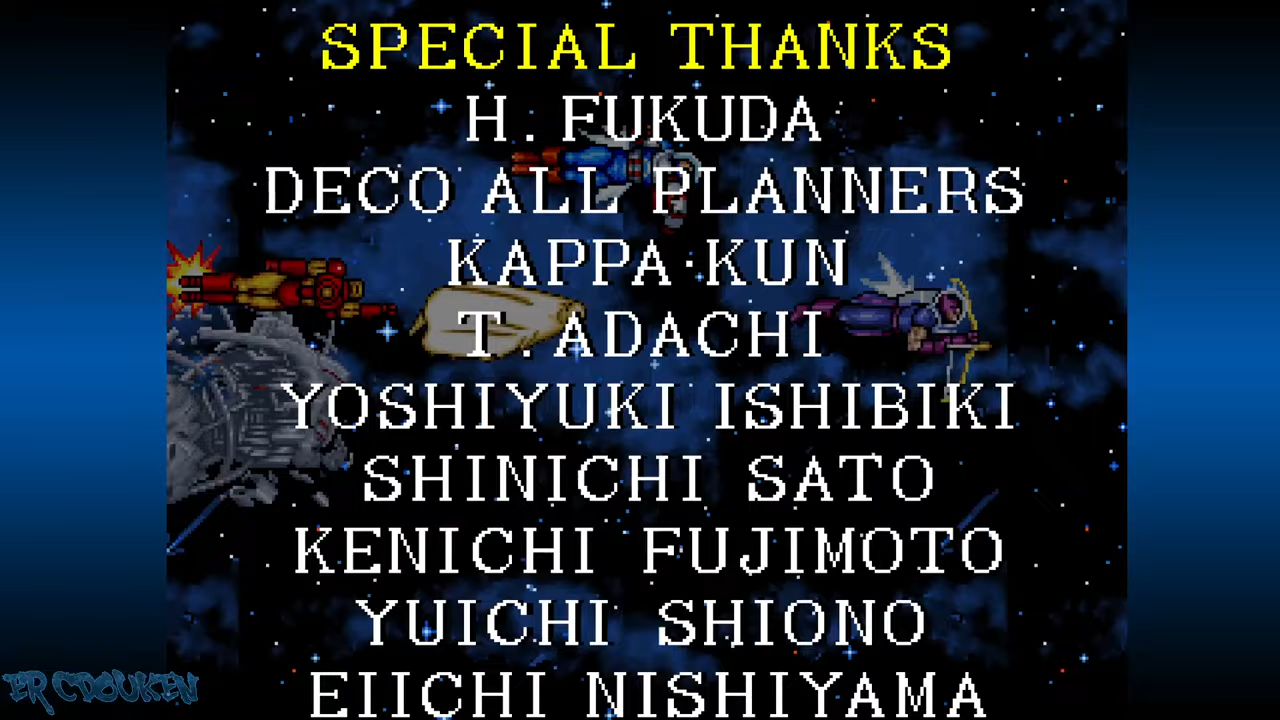 SPECIAL THANKS
H. FUKUDA
DECO ALL PLANNERS
KAPPA KUN
T. ADACHI
YOSHIYUKI ISHIBIKI
SHINICHI SATO
KENICHI FUJIMOTO
YUICHI SHIONO
EIICHI NISHIYAMA